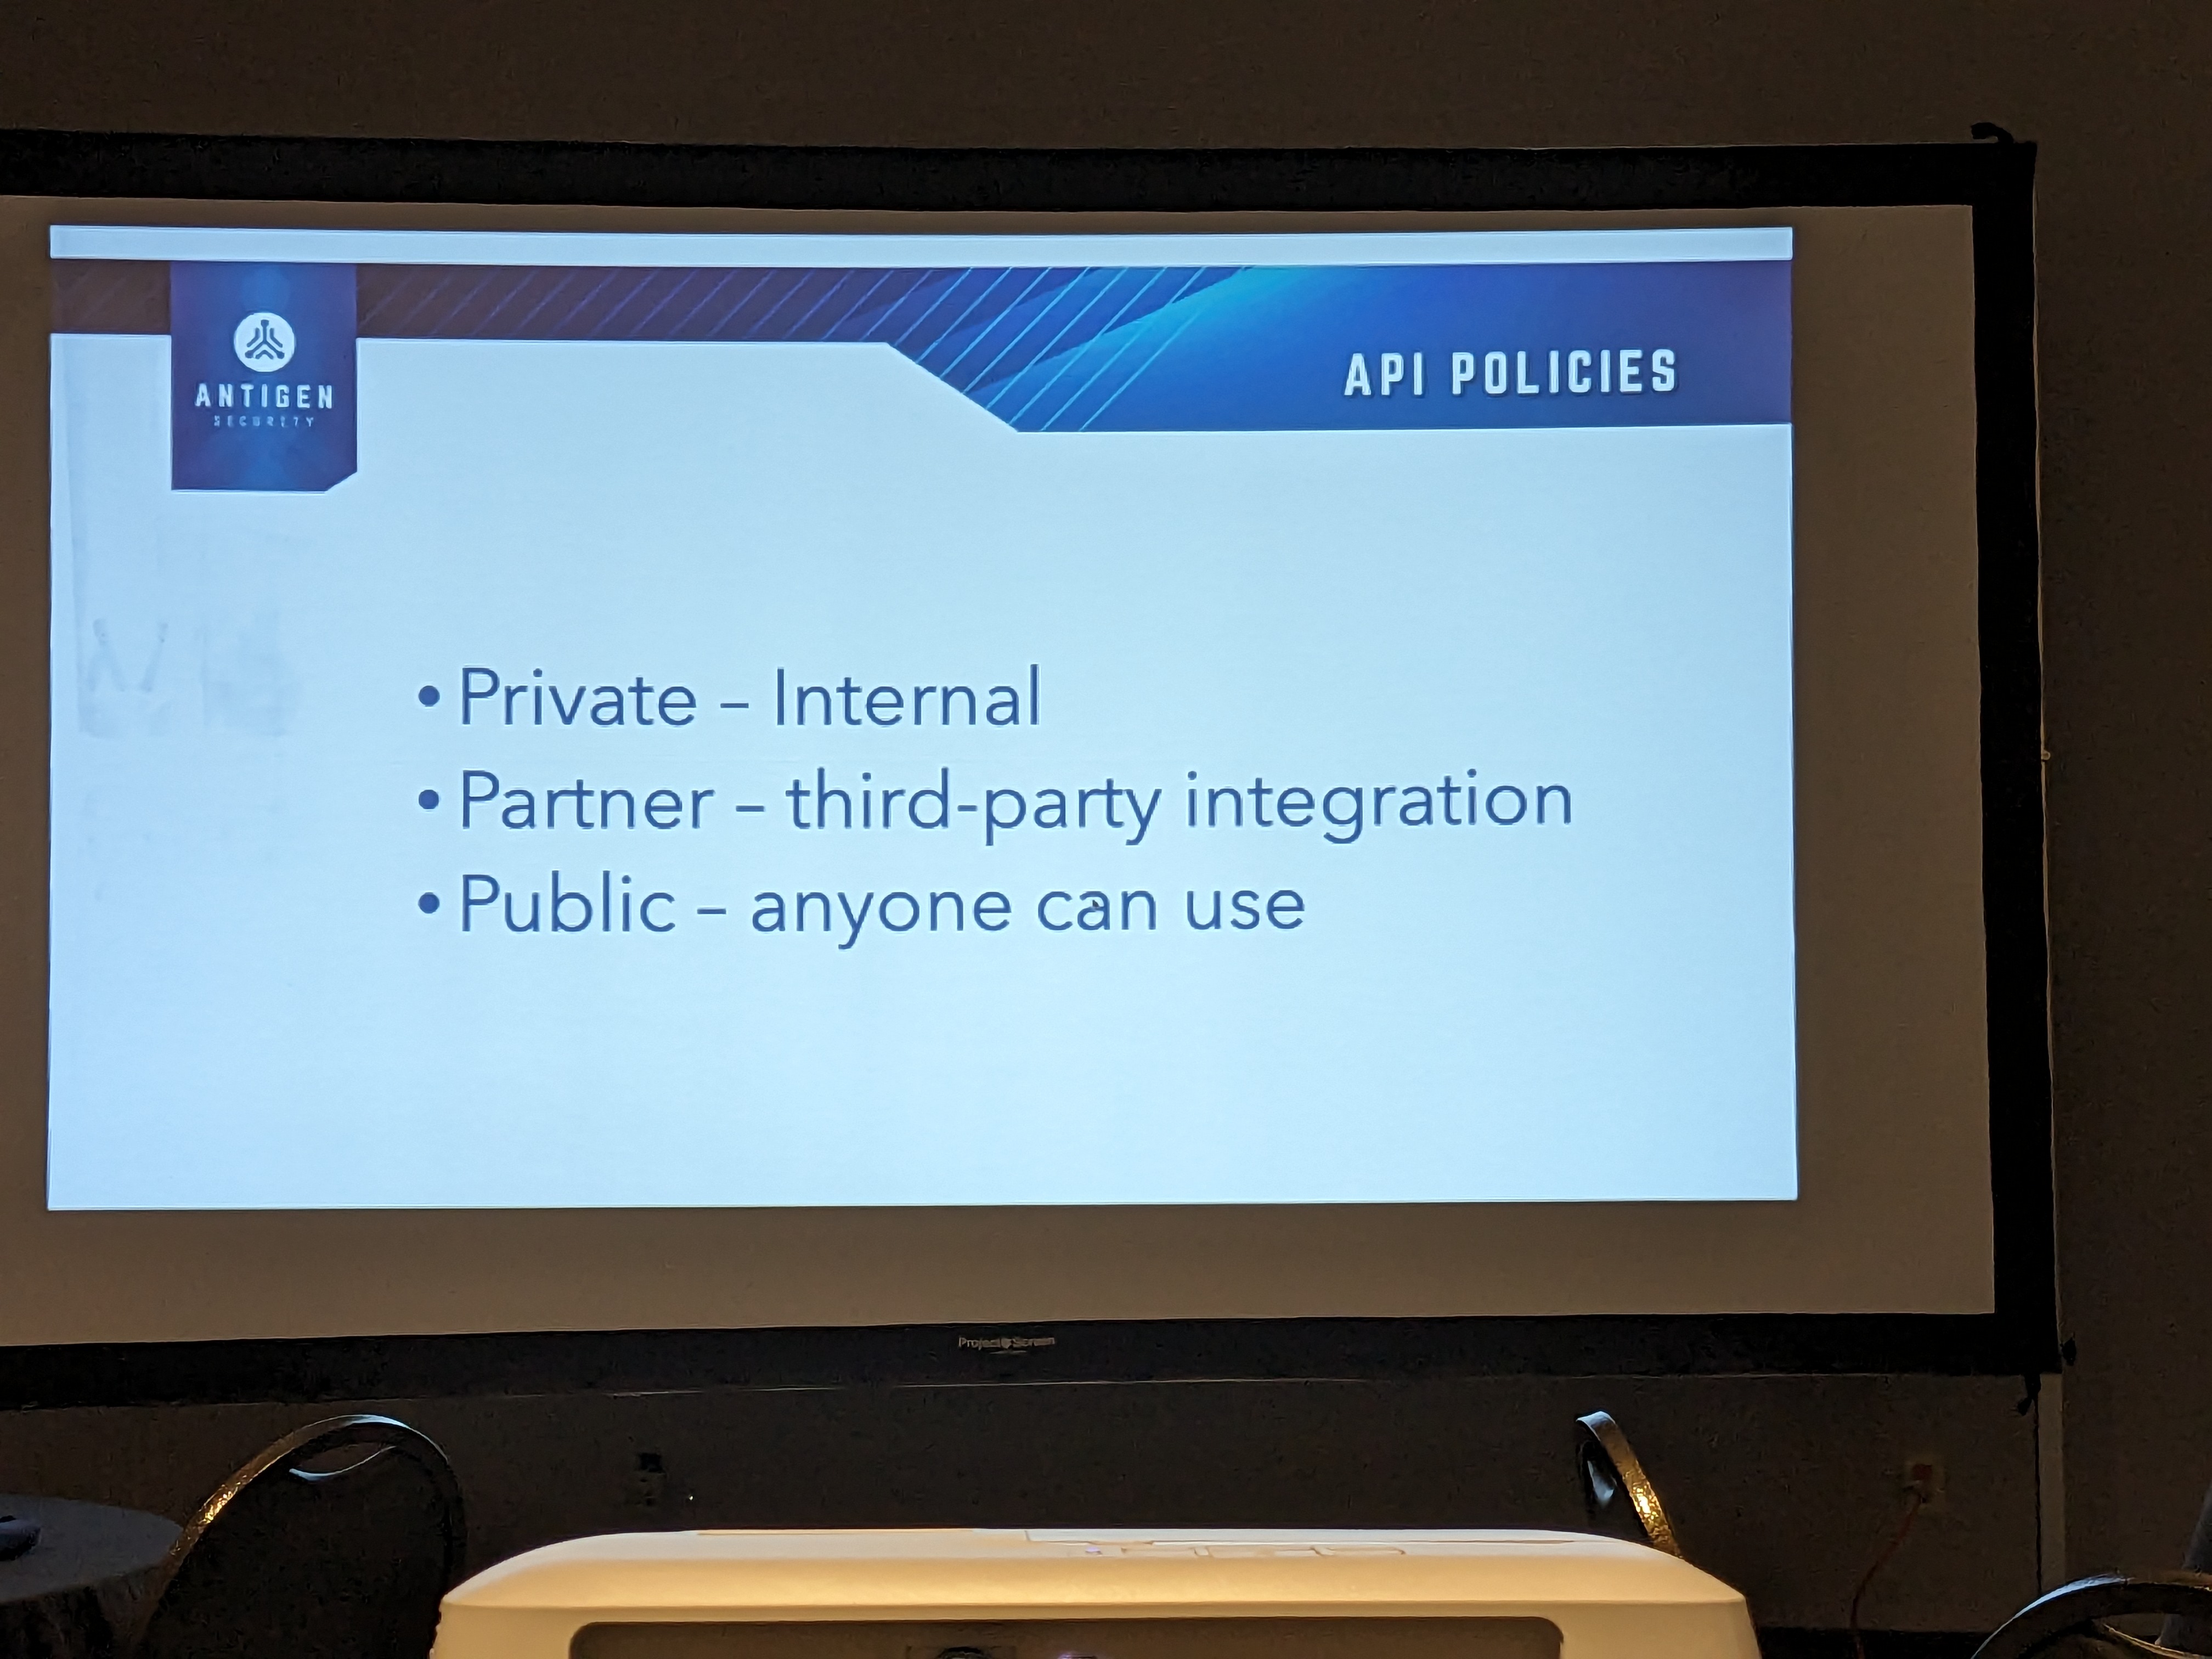 ANTIGEN
SECURITY
API POLICIES
• Private – Internal
• Partner – third-party integration
• Public – anyone can use
Project Screen